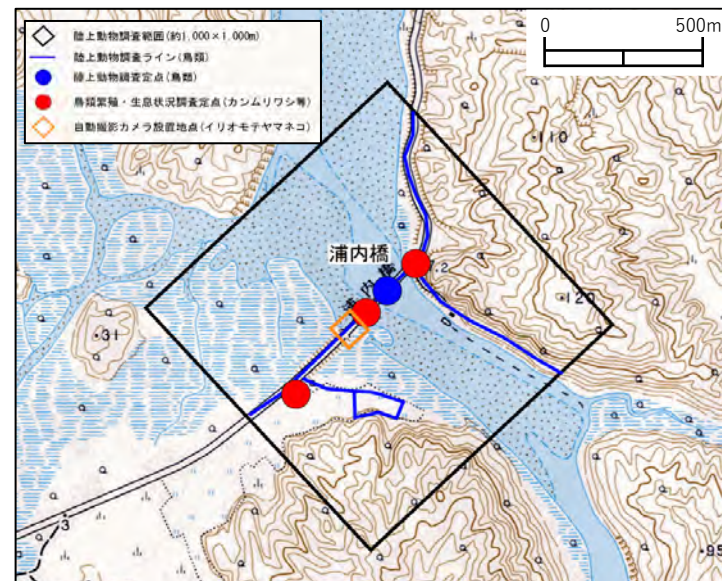 陸上動物調査範囲(約1,000×1,000m)
陸上動物調査ライン(鳥類)
陸上動物調査定点(鳥類)
鳥類繁殖・生息状況調査定点(カンムリワシ等)
自動撮影カメラ設置地点(イリオモテヤマネコ)
0 500m
110
浦内橋
2
120
31
3
95